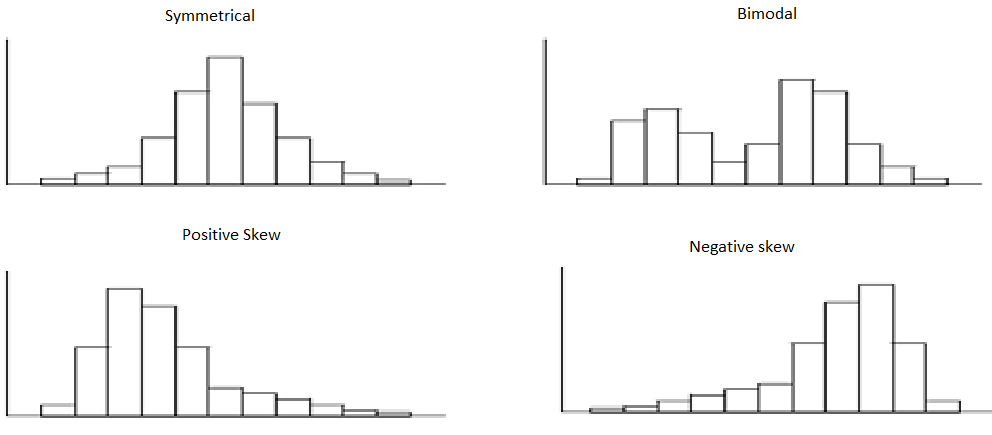 Symmetrical
Bimodal
Positive Skew
Negative skew